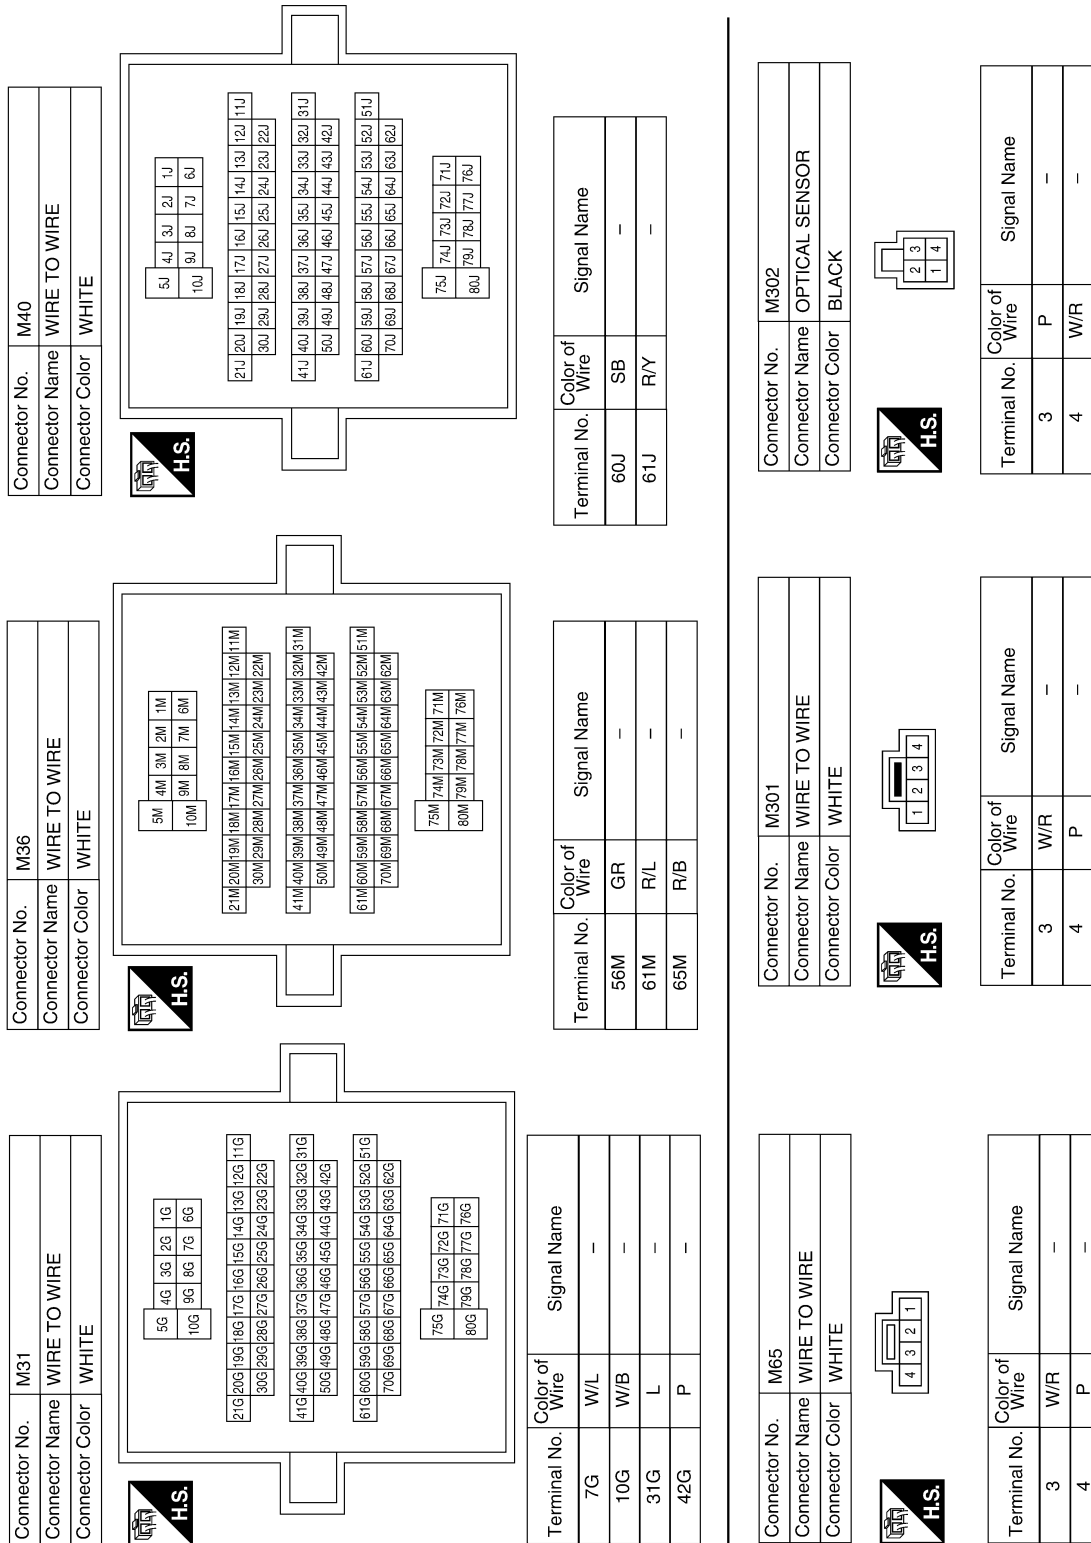 Connector No. M31
Connector Name WIRE TO WIRE
Connector Color WHITE
H.S.
5G 4G 3G 2G 1G
10G 9G 8G 7G 6G
21G 20G 19G 18G 17G 16G 15G 14G 13G 12G 11G
30G 29G 28G 27G 26G 25G 24G 23G 22G
41G 40G 39G 38G 37G 36G 35G 34G 33G 32G 31G
50G 49G 48G 47G 46G 45G 44G 43G 42G
61G 60G 59G 58G 57G 56G 55G 54G 53G 52G 51G
70G 69G 68G 67G 66G 65G 64G 63G 62G
75G 74G 73G 72G 71G
80G 79G 78G 77G 76G
Terminal No. Color of Wire Signal Name
7G W/L –
10G W/B –
31G L –
42G P –
Connector No. M36
Connector Name WIRE TO WIRE
Connector Color WHITE
H.S.
5M 4M 3M 2M 1M
10M 9M 8M 7M 6M
21M 20M 19M 18M 17M 16M 15M 14M 13M 12M 11M
30M 29M 28M 27M 26M 25M 24M 23M 22M
41M 40M 39M 38M 37M 36M 35M 34M 33M 32M 31M
50M 49M 48M 47M 46M 45M 44M 43M 42M
61M 60M 59M 58M 57M 56M 55M 54M 53M 52M 51M
70M 69M 68M 67M 66M 65M 64M 63M 62M
75M 74M 73M 72M 71M
80M 79M 78M 77M 76M
Terminal No. Color of Wire Signal Name
56M GR –
61M R/L –
65M R/B –
Connector No. M40
Connector Name WIRE TO WIRE
Connector Color WHITE
H.S.
5J 4J 3J 2J 1J
10J 9J 8J 7J 6J
21J 20J 19J 18J 17J 16J 15J 14J 13J 12J 11J
30J 29J 28J 27J 26J 25J 24J 23J 22J
41J 40J 39J 38J 37J 36J 35J 34J 33J 32J 31J
50J 49J 48J 47J 46J 45J 44J 43J 42J
61J 60J 59J 58J 57J 56J 55J 54J 53J 52J 51J
70J 69J 68J 67J 66J 65J 64J 63J 62J
75J 74J 73J 72J 71J
80J 79J 78J 77J 76J
Terminal No. Color of Wire Signal Name
60J SB –
61J R/Y –
Connector No. M65
Connector Name WIRE TO WIRE
Connector Color WHITE
H.S.
4 3 2 1
Terminal No. Color of Wire Signal Name
3 W/R –
4 P –
Connector No. M301
Connector Name WIRE TO WIRE
Connector Color WHITE
H.S.
1 2 3 4
Terminal No. Color of Wire Signal Name
3 W/R –
4 P –
Connector No. M302
Connector Name OPTICAL SENSOR
Connector Color BLACK
H.S.
2 3
1 4
Terminal No. Color of Wire Signal Name
3 P –
4 W/R –